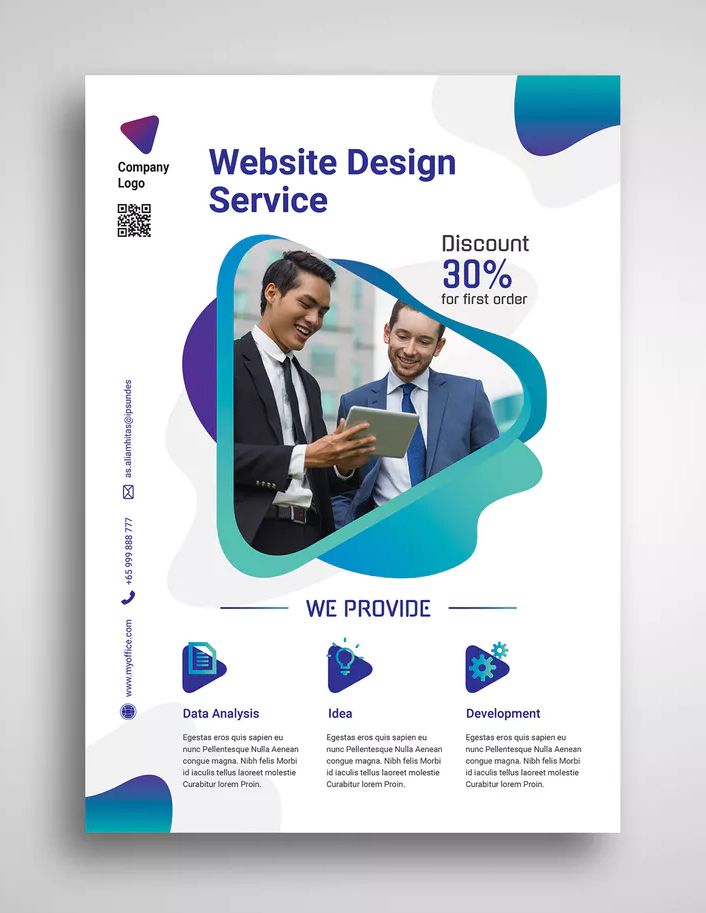 Company
Logo
Website Design
Service
Discount
30%
for first order
as.aliamhitas@ipsundes
+65 999 888 777
www.myoffice.com
WE PROVIDE
Data Analysis
Egestas eros quis sapien eu
nunc Pellentesque Nulla Aenean
congue magna. Nibh felis Morbi
id iaculis tellus laoreet molestie
Curabitur lorem Proin.
Idea
Egestas eros quis sapien eu
nunc Pellentesque Nulla Aenean
congue magna. Nibh felis Morbi
id iaculis tellus laoreet molestie
Curabitur lorem Proin.
Development
Egestas eros quis sapien eu
nunc Pellentesque Nulla Aenean
congue magna. Nibh felis Morbi
id iaculis tellus laoreet molestie
Curabitur lorem Proin.